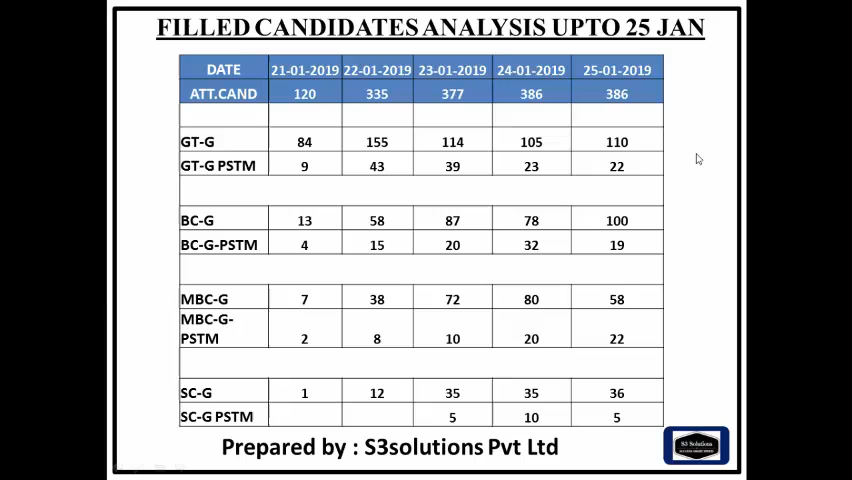 FILLED CANDIDATES ANALYSIS UPTO 25 JAN
DATE 21-01-2019 22-01-2019 23-01-2019 24-01-2019 25-01-2019
ATT.CAND 120 335 377 386 386
GT-G 84 155 114 105 110
GT-G PSTM 9 43 39 23 22
BC-G 13 58 87 78 100
BC-G-PSTM 4 15 20 32 19
MBC-G 7 38 72 80 58
MBC-G-
PSTM 2 8 10 20 22
SC-G 1 12 35 35 36
SC-G PSTM 5 10 5
Prepared by : S3solutions Pvt Ltd
S3 Solutions